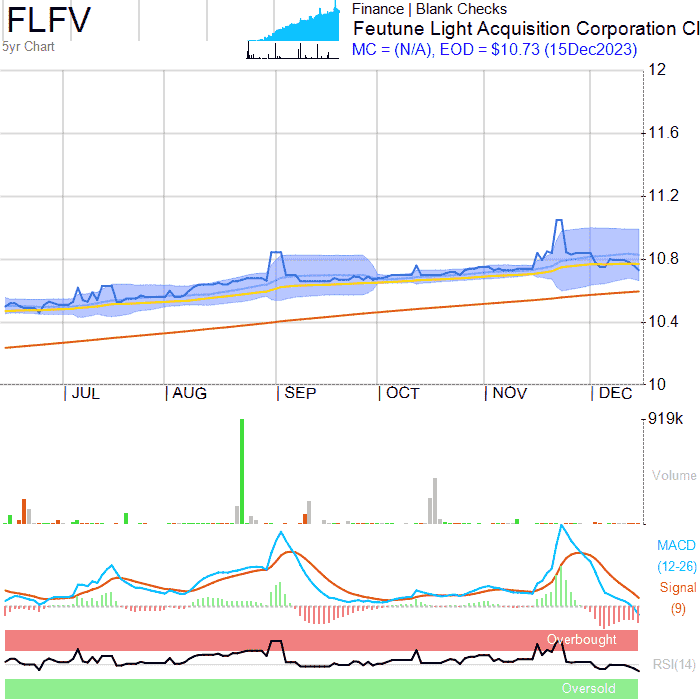 FLFV
5yr Chart
Finance | Blank Checks
Feutune Light Acquisition Corporation Cl
MC = (N/A), EOD = $10.73 (15Dec2023)
12
11.6
11.2
10.8
10.4
10
| JUL | AUG | SEP | OCT | NOV | DEC
919k
Volume
MACD
(12-26)
Signal
(9)
Overbought
RSI(14)
Oversold